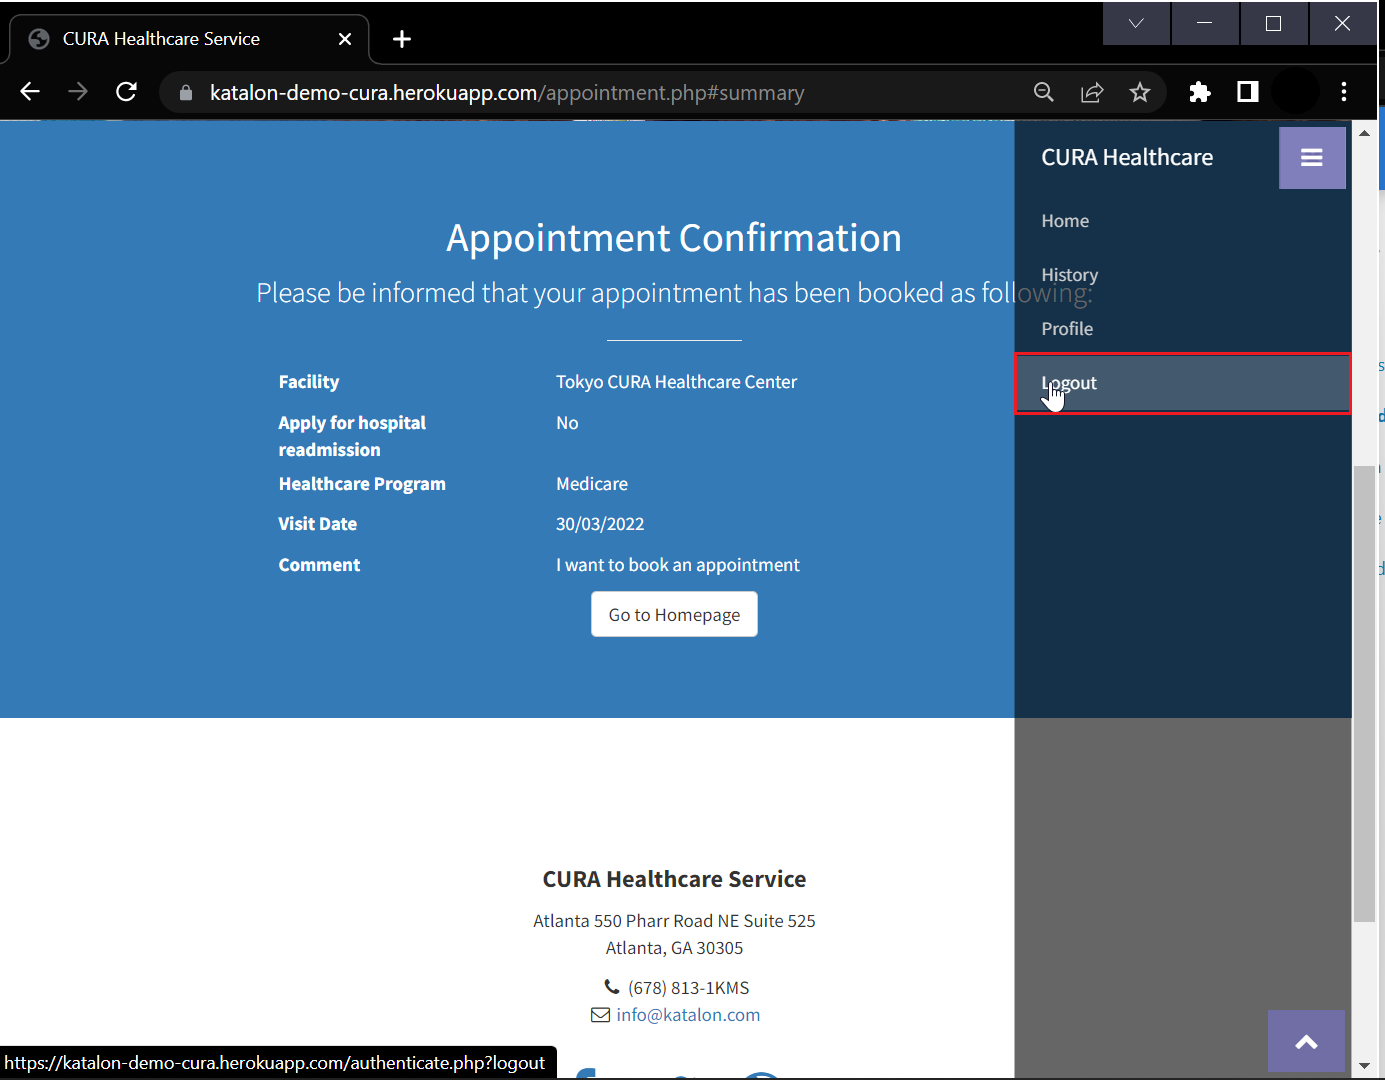 CURA Healthcare Service
katalon-demo-cura.herokuapp.com/appointment.php#summary
CURA Healthcare
Home
History
Profile
Logout
Appointment Confirmation
Please be informed that your appointment has been booked as following:
Facility Tokyo CURA Healthcare Center
Apply for hospital No
readmission
Healthcare Program Medicare
Visit Date 30/03/2022
Comment I want to book an appointment
Go to Homepage
CURA Healthcare Service
Atlanta 550 Pharr Road NE Suite 525
Atlanta, GA 30305
(678) 813-1KMS
info@katalon.com
https://katalon-demo-cura.herokuapp.com/authenticate.php?logout